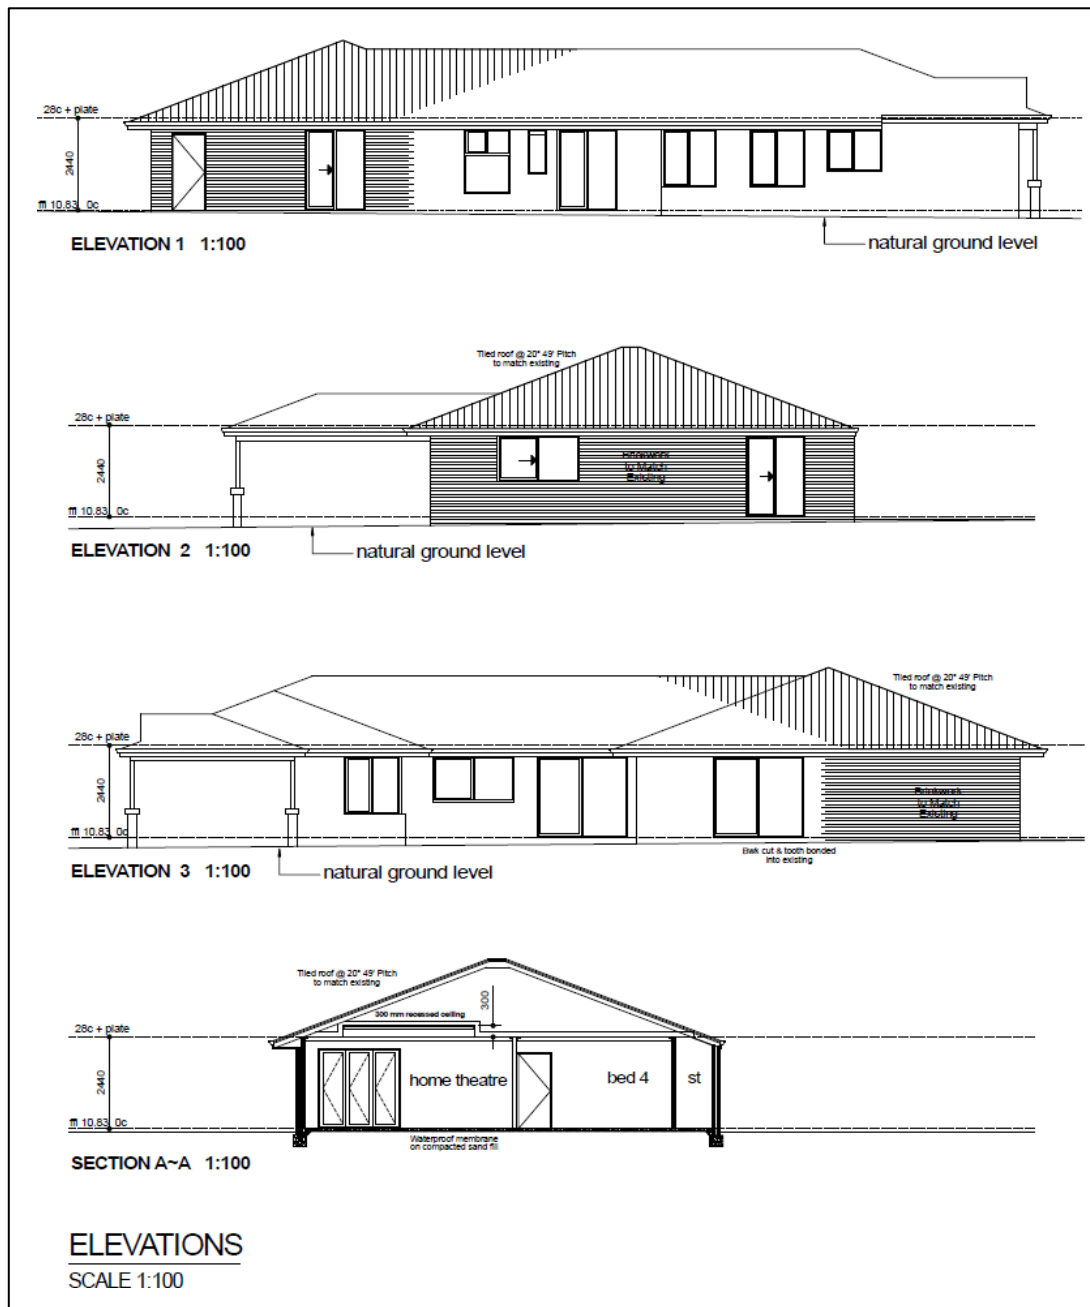 28c + plate
2440
ffl 10.83 0c
ELEVATION 1 1:100
natural ground level
Tiled roof @ 20° 49' Pitch
to match existing
28c + plate
2440
Brickwork
to Match
Existing
ffl 10.83 0c
ELEVATION 2 1:100
natural ground level
Tiled roof @ 20° 49' Pitch
to match existing
28c + plate
2440
Brickwork
to Match
Existing
ffl 10.83 0c
Bwk cut & tooth bonded
into existing
ELEVATION 3 1:100
natural ground level
Tiled roof @ 20° 49' Pitch
to match existing
300
300 mm recessed ceiling
28c + plate
2440
home theatre
bed 4
st
ffl 10.83 0c
Waterproof membrane
on compacted sand fill
SECTION A~A 1:100
ELEVATIONS
SCALE 1:100